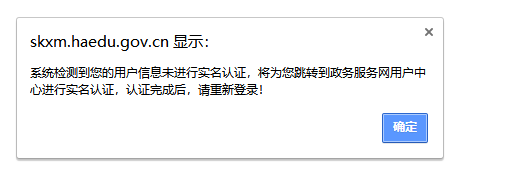 skxm.haedu.gov.cn 显示：
系统检测到您的用户信息未进行实名认证，将为您跳转到政务服务网用户中
心进行实名认证，认证完成后，请重新登录！
确定